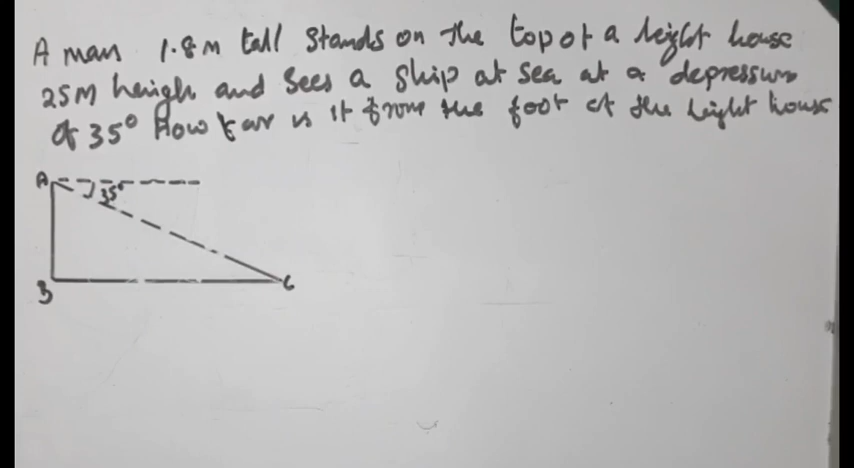 A man 1.8M tall stands on the top of a leight house
25M heigh and sees a ship at sea at a depression
of 35° How far is it from the foot of the light house
A 35°
B C